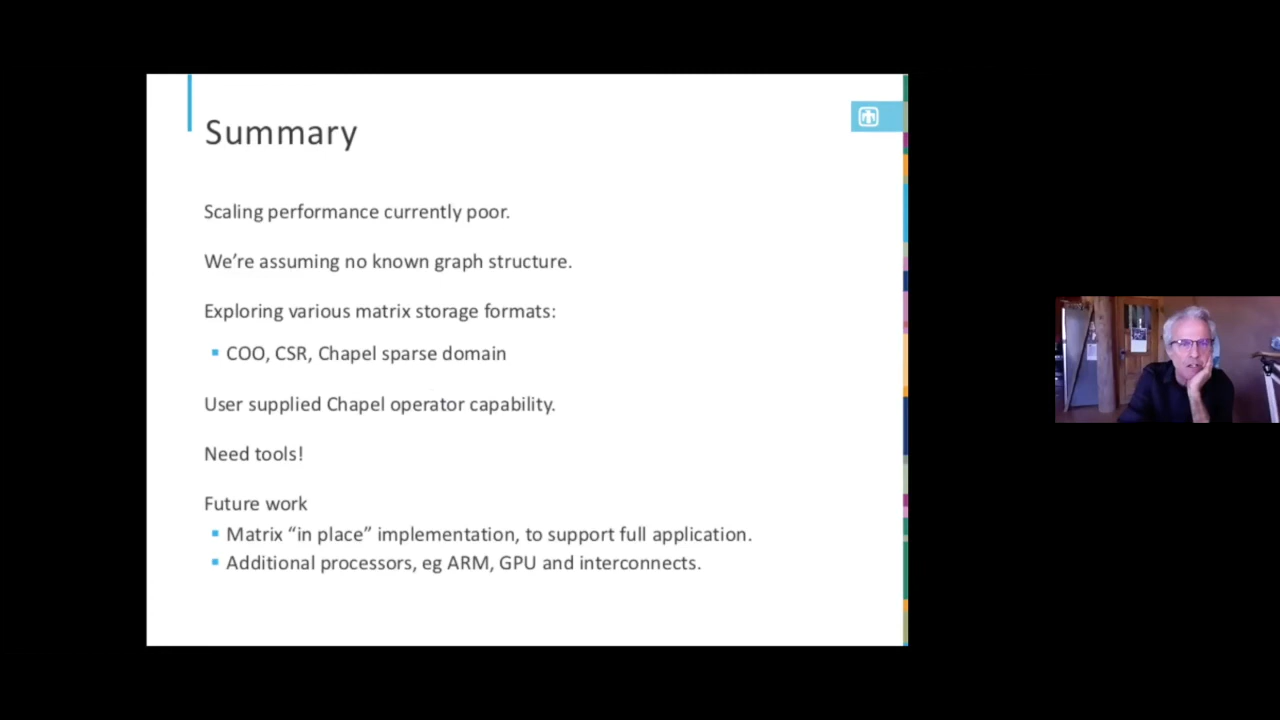 Summary
Scaling performance currently poor.
We’re assuming no known graph structure.
Exploring various matrix storage formats:
COO, CSR, Chapel sparse domain
User supplied Chapel operator capability.
Need tools!
Future work
Matrix “in place” implementation, to support full application.
Additional processors, eg ARM, GPU and interconnects.